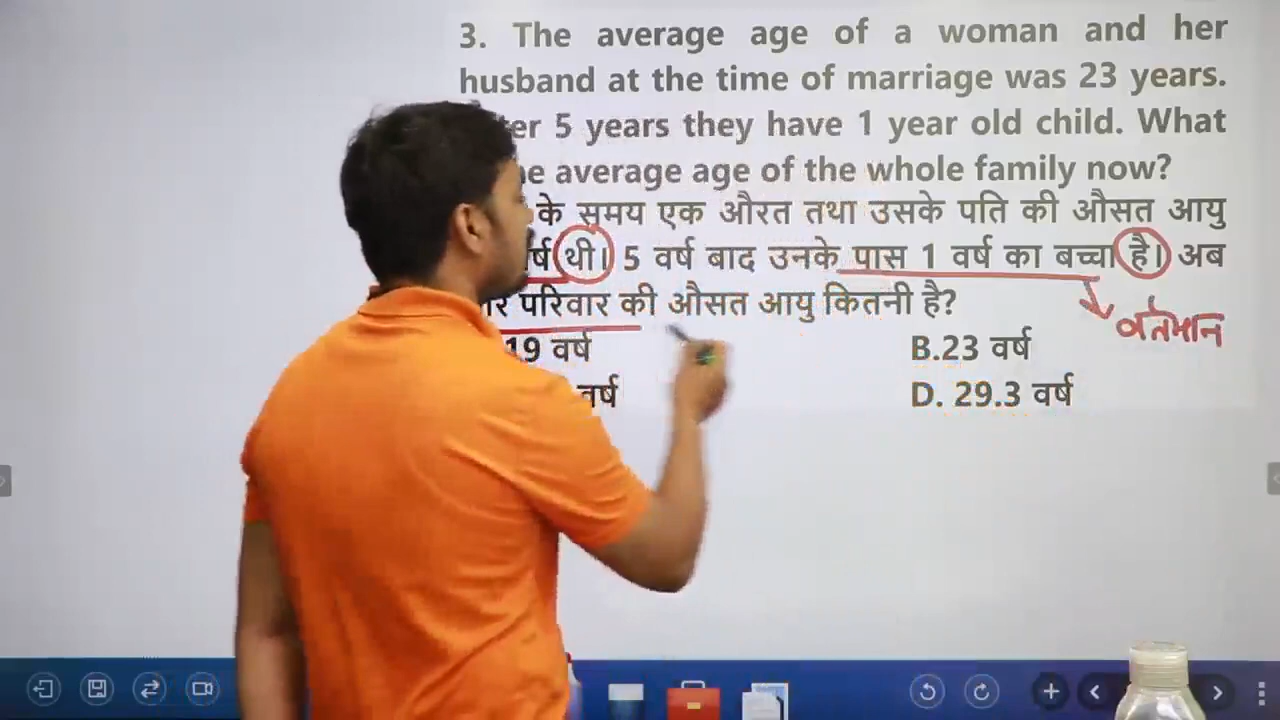 3. The average age of a woman and her
husband at the time of marriage was 23 years.
5 years they have 1 year old child. What
average age of the whole family now?
के समय एक औरत तथा उसके पति की औसत आयु
थी। 5 वर्ष बाद उनके पास 1 वर्ष का बच्चा है। अब
परिवार की औसत आयु कितनी है?
वर्तमान
19 वर्ष B.23 वर्ष
वर्ष D. 29.3 वर्ष